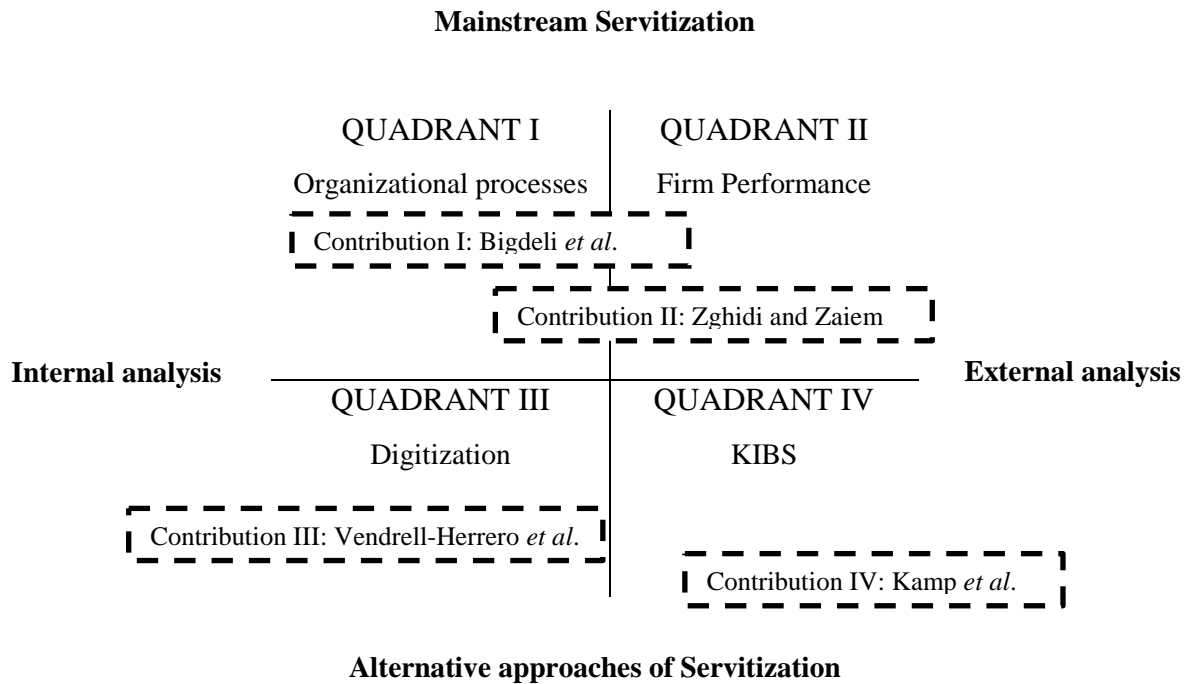 Mainstream Servitization
QUADRANT I
QUADRANT II
Organizational processes
Firm Performance
Contribution I: Bigdeli et al.
Contribution II: Zghidi and Zaiem
Internal analysis
External analysis
QUADRANT III
QUADRANT IV
Digitization
KIBS
Contribution III: Vendrell-Herrero et al.
Contribution IV: Kamp et al.
Alternative approaches of Servitization